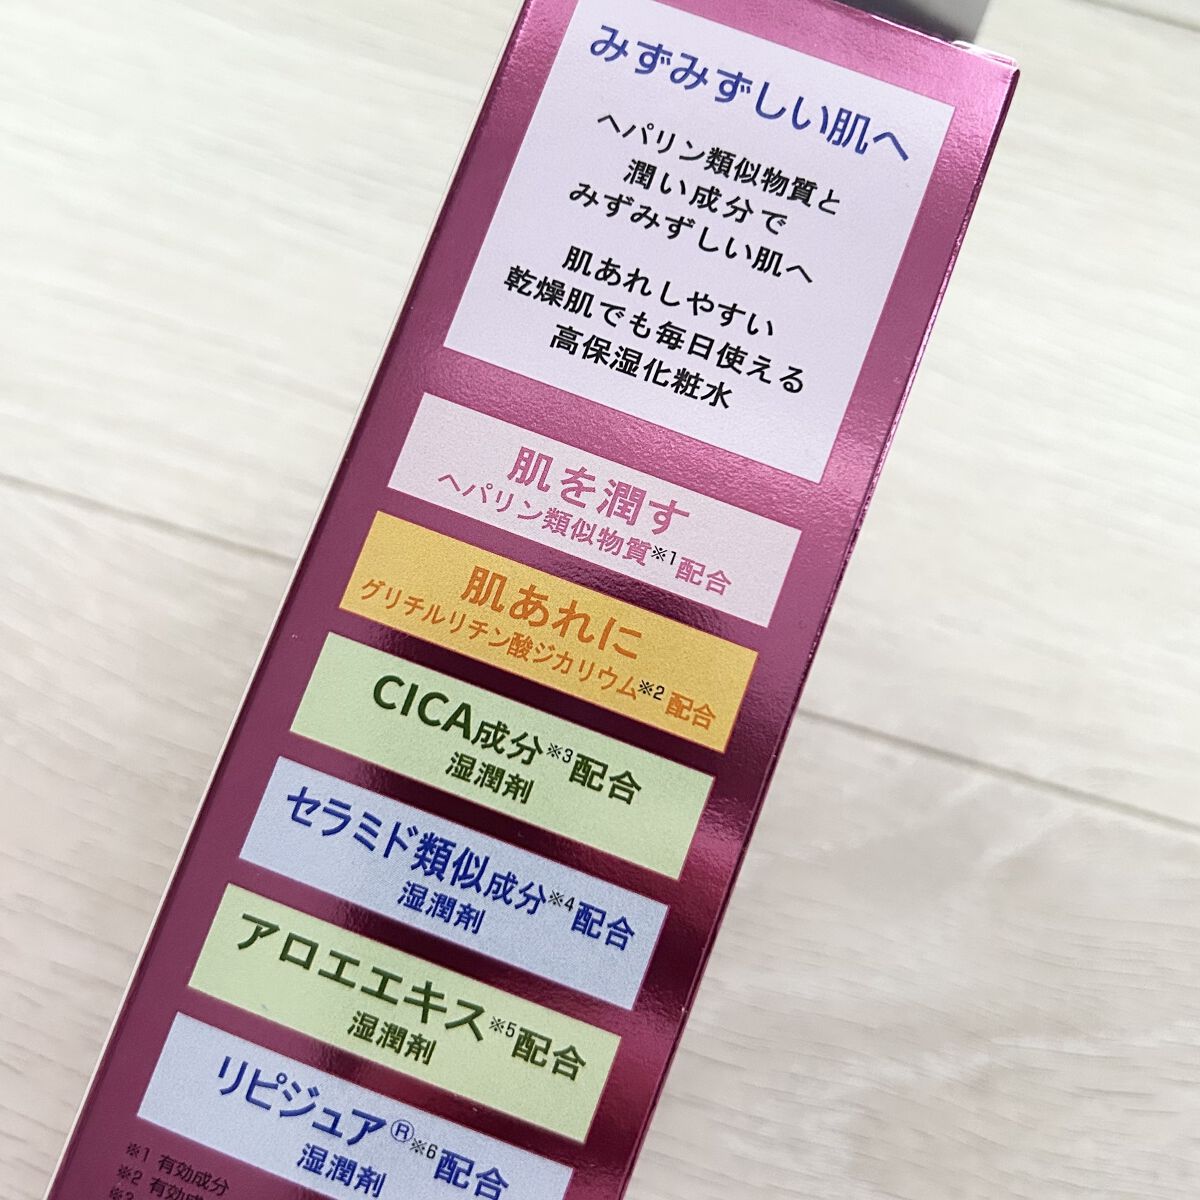 みずみずしい肌へ
ヘパリン類似物質と
潤い成分で
みずみずしい肌へ
肌あれしやすい
乾燥肌でも毎日使える
高保湿化粧水
肌を潤す
ヘパリン類似物質※1配合
肌あれに
グリチルリチン酸ジカリウム※2配合
CICA成分※3配合
湿潤剤
セラミド類似成分※4配合
湿潤剤
アロエエキス※5配合
湿潤剤
リピジュア®※6配合
湿潤剤
※1 有効成分
※2 有効成
※3